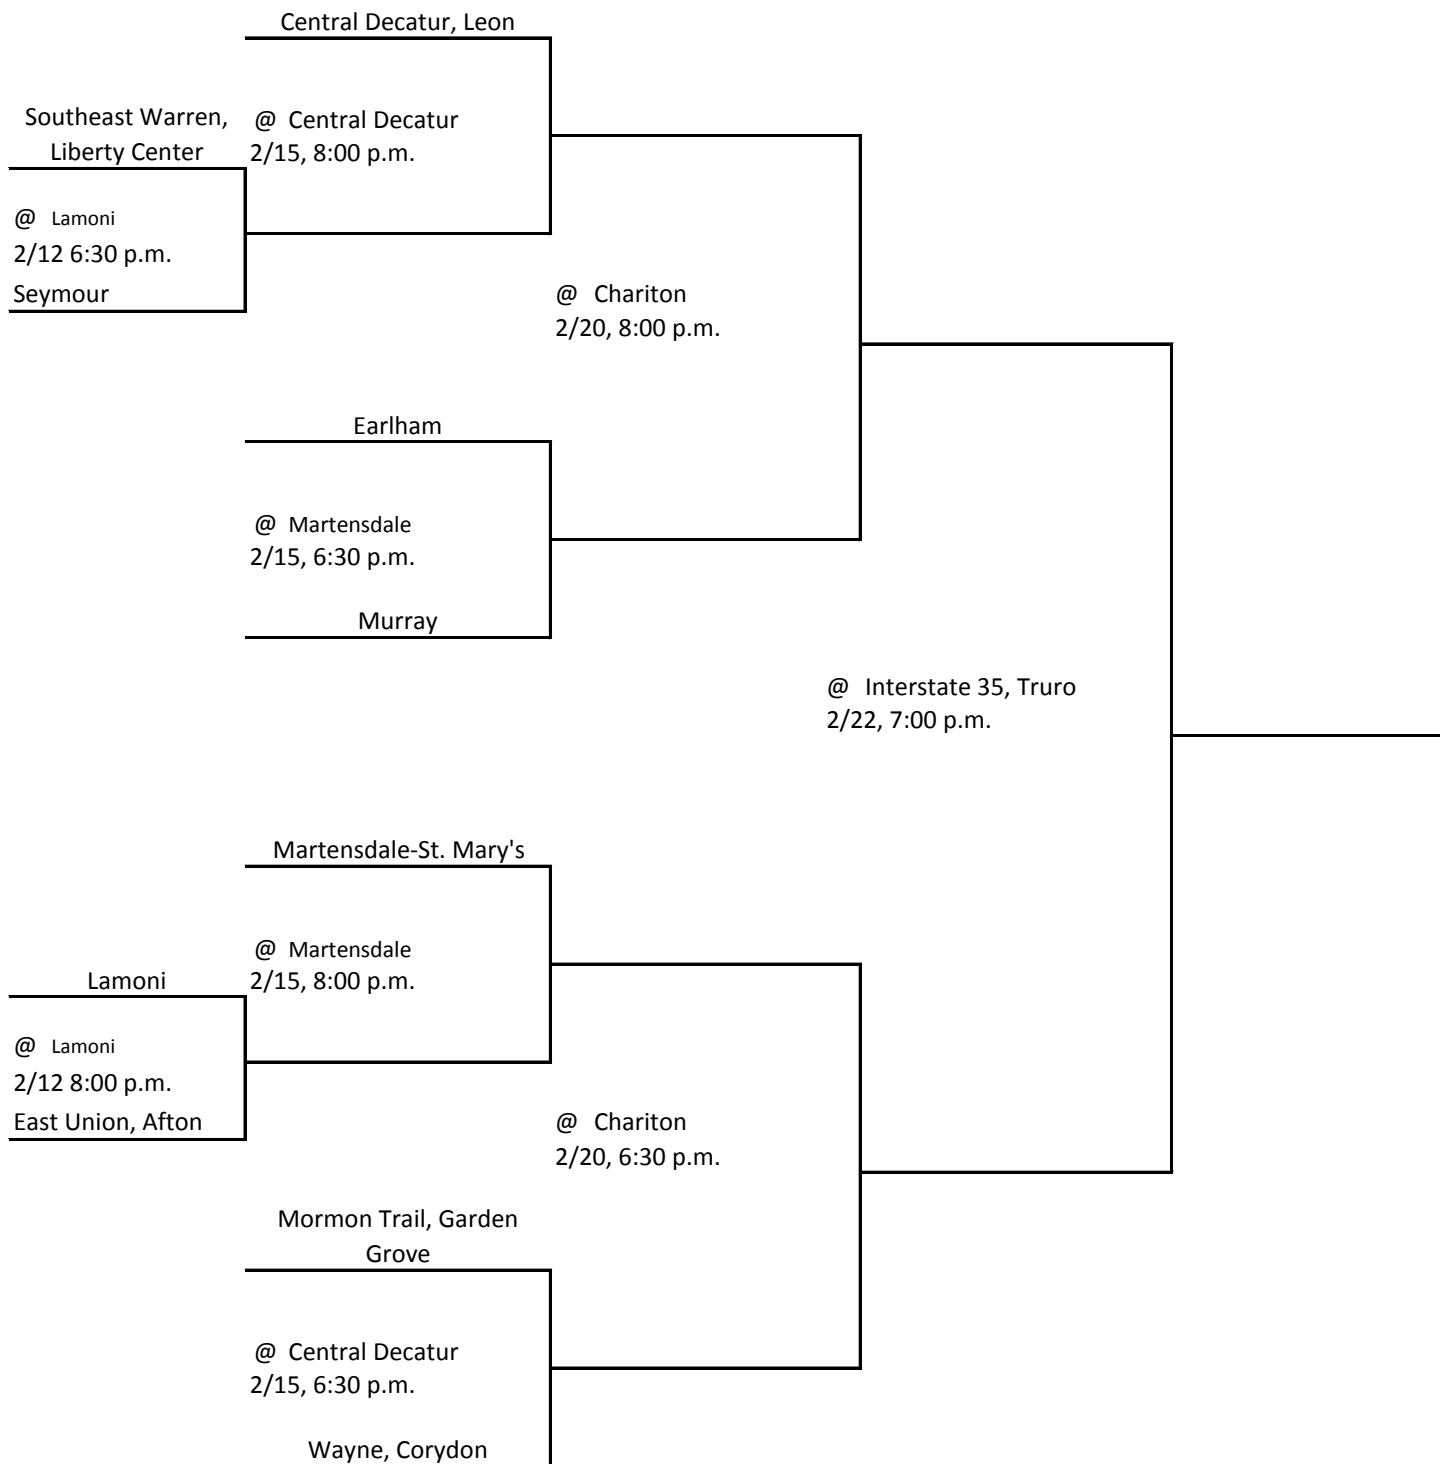 Central Decatur, Leon
Southeast Warren,
Liberty Center
@ Central Decatur
2/15, 8:00 p.m.
@ Lamoni
2/12 6:30 p.m.
Seymour
@ Chariton
2/20, 8:00 p.m.
Earlham
@ Martensdale
2/15, 6:30 p.m.
Murray
@ Interstate 35, Truro
2/22, 7:00 p.m.
Martensdale-St. Mary's
@ Martensdale
2/15, 8:00 p.m.
Lamoni
@ Lamoni
2/12 8:00 p.m.
East Union, Afton
@ Chariton
2/20, 6:30 p.m.
Mormon Trail, Garden
Grove
@ Central Decatur
2/15, 6:30 p.m.
Wayne, Corydon